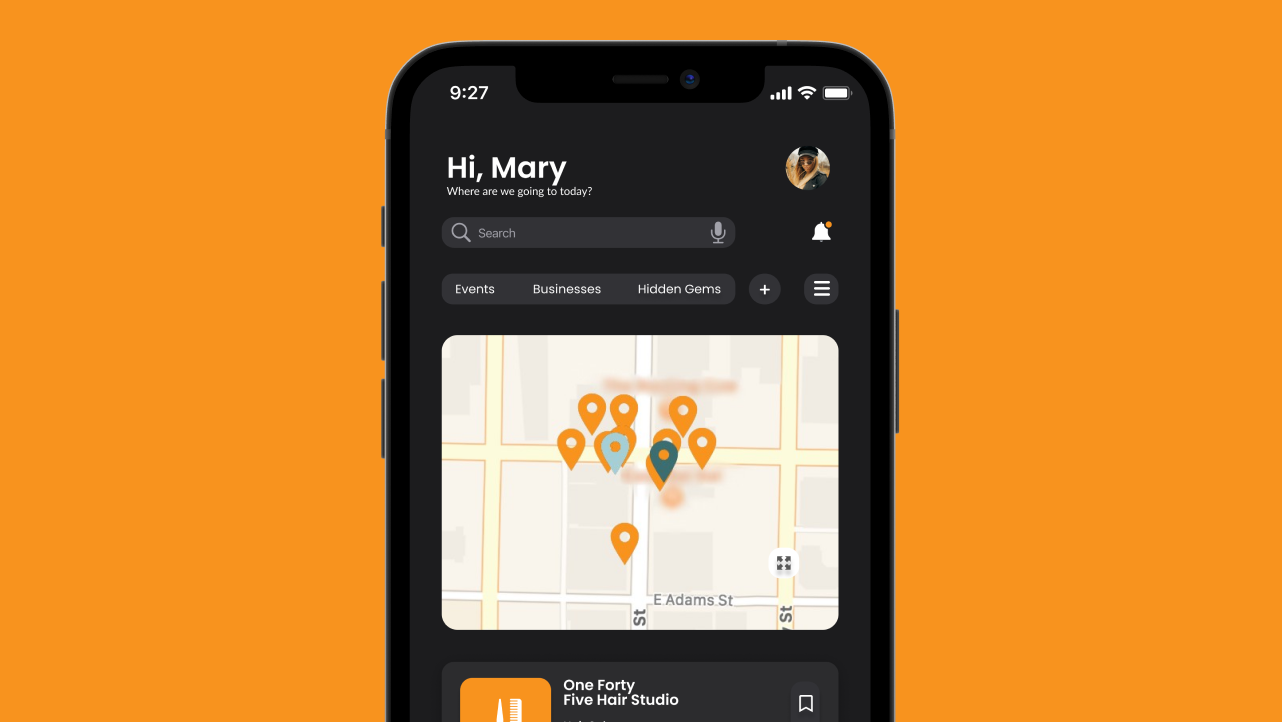 9:27
Hi, Mary
Where are we going to today?
Search
Events Businesses Hidden Gems +
E Adams St
St
St
One Forty
Five Hair Studio